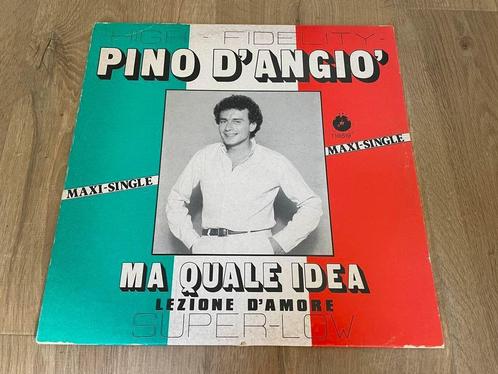 HIGH - FIDELITY -
PINO D'ANGIO'
MAXI-SINGLE
MAXI-SINGLE
MA QUALE IDEA
LEZIONE D'AMORE
SUPER-LOW